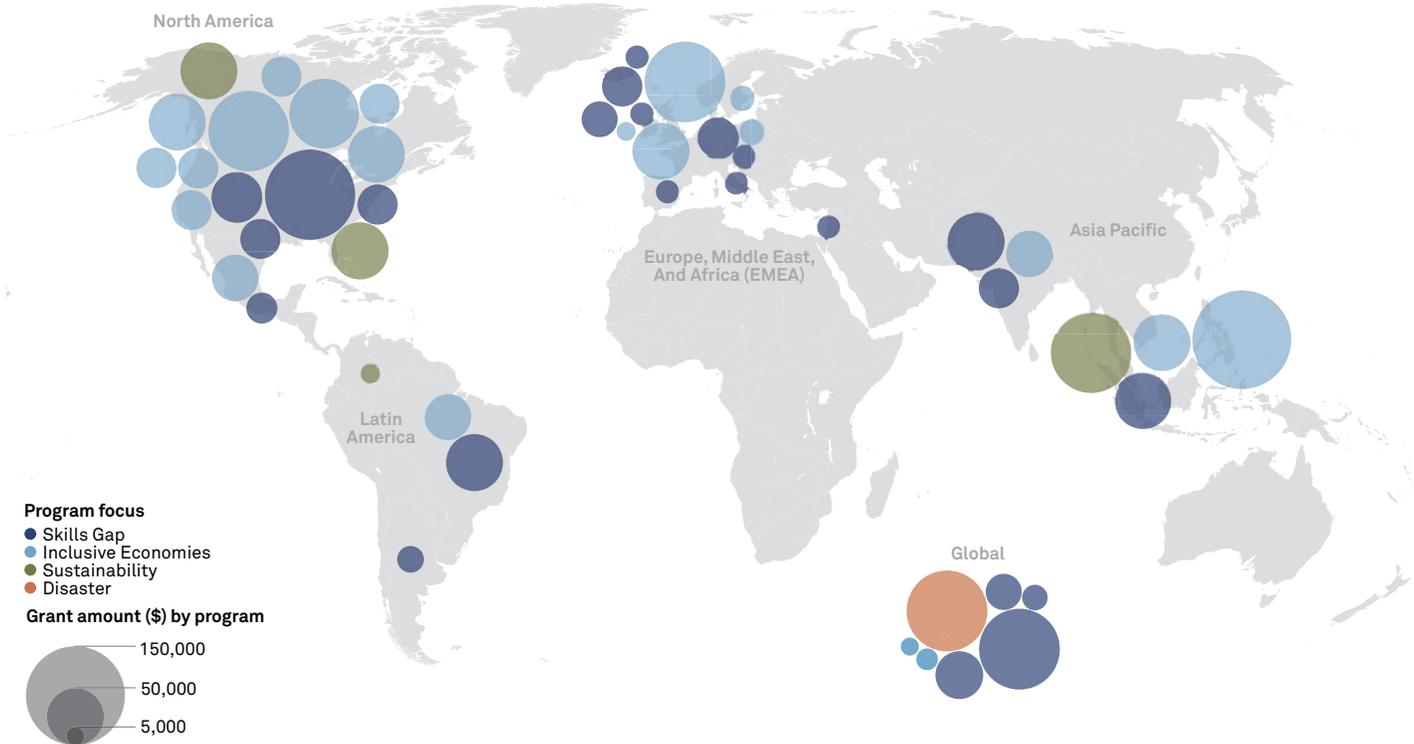 North America
Europe, Middle East,
And Africa (EMEA)
Asia Pacific
Latin
America
Global
Program focus
Skills Gap
Inclusive Economies
Sustainability
Disaster
Grant amount ($) by program
150,000
50,000
5,000